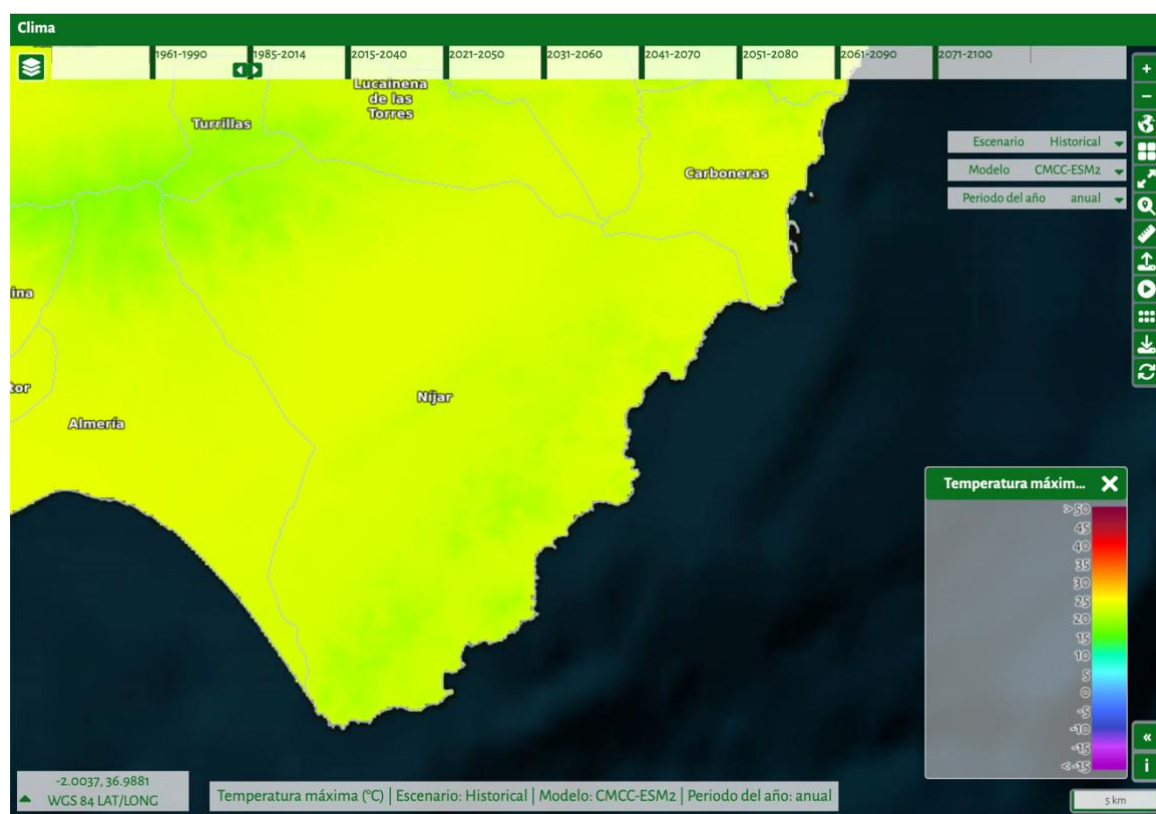 Clima
1961-1990 1985-2014 2015-2040 2021-2050 2031-2060 2041-2070 2051-2080 2061-2090 2071-2100
Lucainena
de las
Torres
Turrillas
Escenario Historical
Carboneras
Modelo CMCC-ESM2
Periodo del año anual
ina
tor
Níjar
Almería
Temperatura máxim...
>50
45
40
35
30
25
20
15
10
5
0
-5
-10
-15
<-15
-2.0037, 36.9881
WGS 84 LAT/LONG
Temperatura máxima (°C) | Escenario: Historical | Modelo: CMCC-ESM2 | Periodo del año: anual
5 km